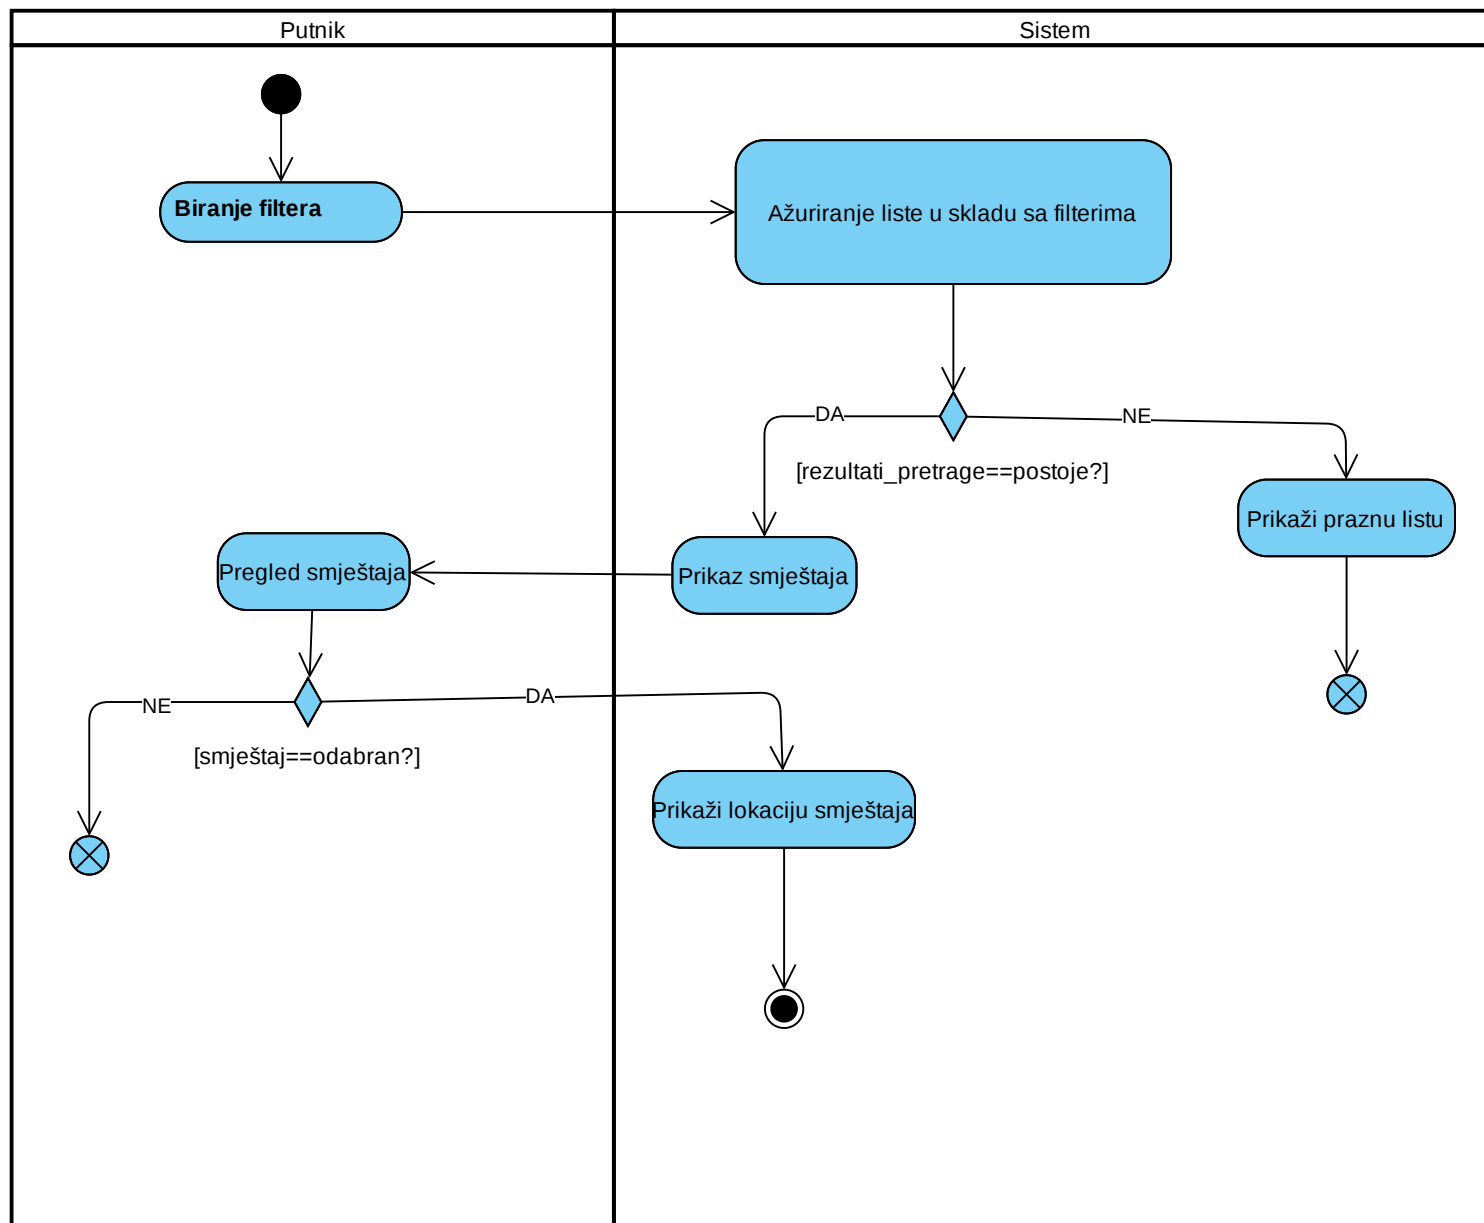 Putnik
Sistem
Biranje filtera
Ažuriranje liste u skladu sa filterima
DA
NE
[rezultati_pretrage==postoje?]
Prikaži praznu listu
Pregled smještaja
Prikaz smještaja
NE
DA
[smještaj==odabran?]
Prikaži lokaciju smještaja